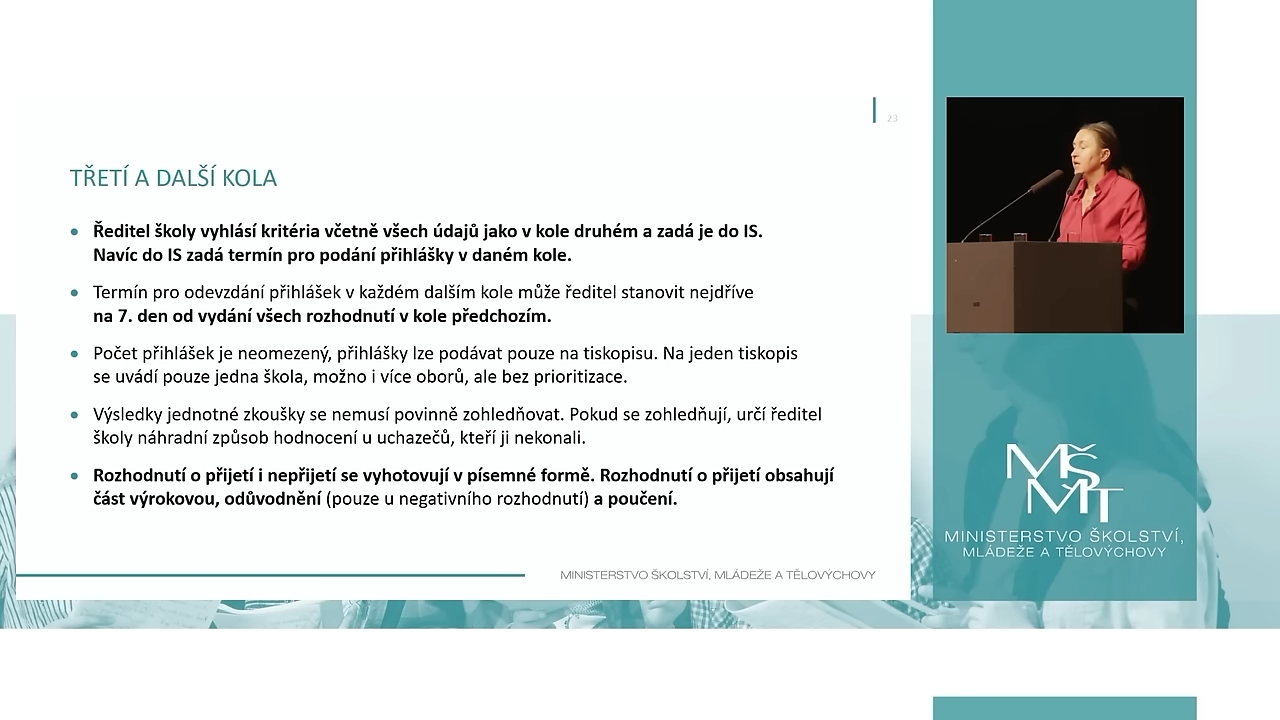 23
TŘETÍ A DALŠÍ KOLA
• Ředitel školy vyhlásí kritéria včetně všech údajů jako v kole druhém a zadá je do IS.
Navíc do IS zadá termín pro podání přihlášky v daném kole.
• Termín pro odevzdání přihlášek v každém dalším kole může ředitel stanovit nejdříve
na 7. den od vydání všech rozhodnutí v kole předchozím.
• Počet přihlášek je neomezený, přihlášky lze podávat pouze na tiskopisu. Na jeden tiskopis
se uvádí pouze jedna škola, možno i více oborů, ale bez prioritizace.
• Výsledky jednotné zkoušky se nemusí povinně zohledňovat. Pokud se zohledňují, určí ředitel
školy náhradní způsob hodnocení u uchazečů, kteří ji nekonali.
• Rozhodnutí o přijetí i nepřijetí se vyhotovují v písemné formě. Rozhodnutí o přijetí obsahují
část výrokovou, odůvodnění (pouze u negativního rozhodnutí) a poučení.
MINISTERSTVO ŠKOLSTVÍ, MLÁDEŽE A TĚLOVÝCHOVY
MŠ
MT
MINISTERSTVO ŠKOLSTVÍ,
MLÁDEŽE A TĚLOVÝCHOVY